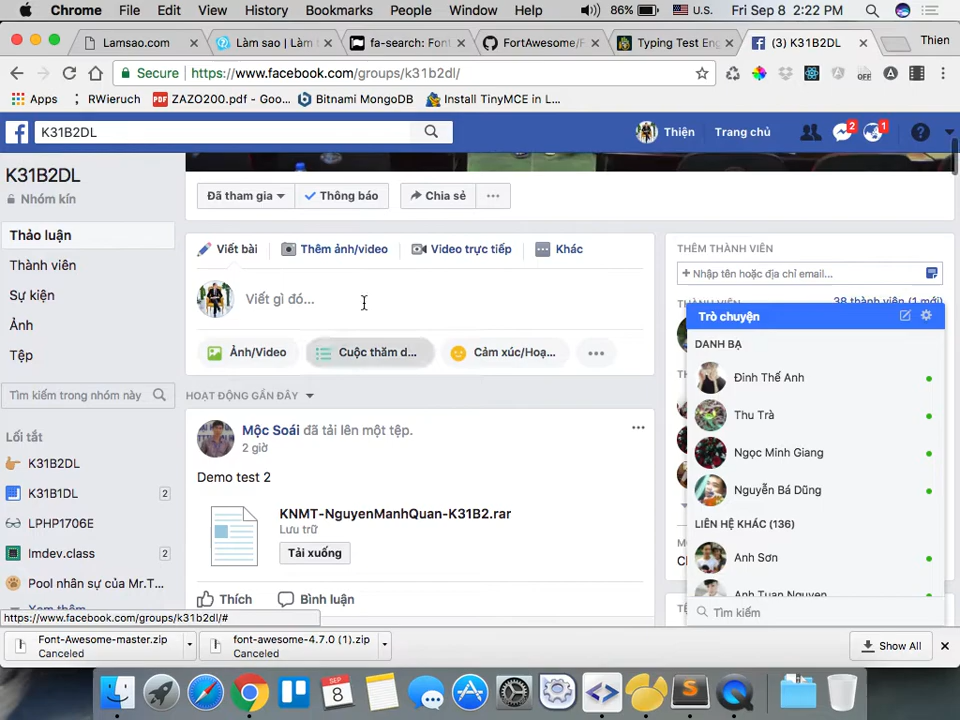 Chrome File Edit View History Bookmarks People Window Help 86% U.S. Fri Sep 8 2:22 PM
Lamsao.com
Làm sao | Làm
fa-search: Font
FortAwesome/F
Typing Test Eng
(3) K31B2DL
Thien
Secure https://www.facebook.com/groups/k31b2dl/
OFF
Apps RWieruch ZAZO200.pdf - Goo... Bitnami MongoDB Install TinyMCE in L...
K31B2DL
Thiện Trang chủ 2 1
K31B2DL
Nhóm kín
Thảo luận
Thành viên
Sự kiện
Ảnh
Tệp
Tìm kiếm trong nhóm này
Lối tắt
K31B2DL
K31B1DL 2
LPHP1706E
Imdev.class 2
Pool nhân sự của Mr.T...
Xem thêm...
Đã tham gia Thông báo Chia sẻ ...
Viết bài Thêm ảnh/video Video trực tiếp Khác
Viết gì đó...
Ảnh/Video Cuộc thăm d... Cảm xúc/Hoạ... ...
HOẠT ĐỘNG GẦN ĐÂY
Mộc Soái đã tải lên một tệp.
2 giờ
Demo test 2
KNMT-NguyenManhQuan-K31B2.rar
Lưu trữ
Tải xuống
Thích Bình luận
THÊM THÀNH VIÊN
+ Nhập tên hoặc địa chỉ email...
38 thành viên (1 mới)
Trò chuyện
DANH BẠ
Đinh Thế Anh
Thu Trà
Ngọc Minh Giang
Nguyễn Bá Dũng
LIÊN HỆ KHÁC (136)
Anh Sơn
Anh Tuan Nguyen
Tìm kiếm
https://www.facebook.com/groups/k31b2dl/#
Font-Awesome-master.zip
Canceled
font-awesome-4.7.0 (1).zip
Canceled
Show All
SEP
8